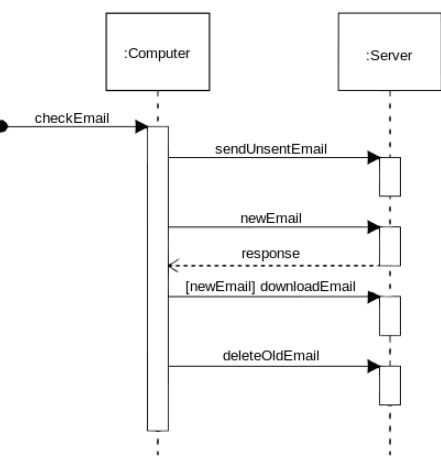 :Computer
:Server
checkEmail
sendUnsentEmail
newEmail
response
[newEmail] downloadEmail
deleteOldEmail